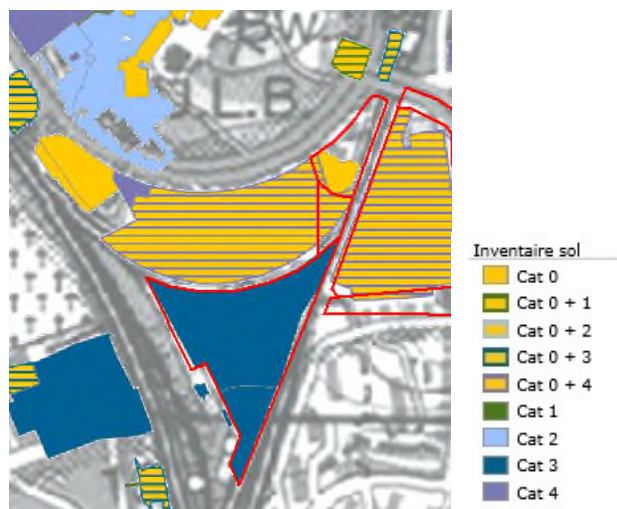 BW.
U.L.B.
Inventaire sol
Cat 0
Cat 0 + 1
Cat 0 + 2
Cat 0 + 3
Cat 0 + 4
Cat 1
Cat 2
Cat 3
Cat 4